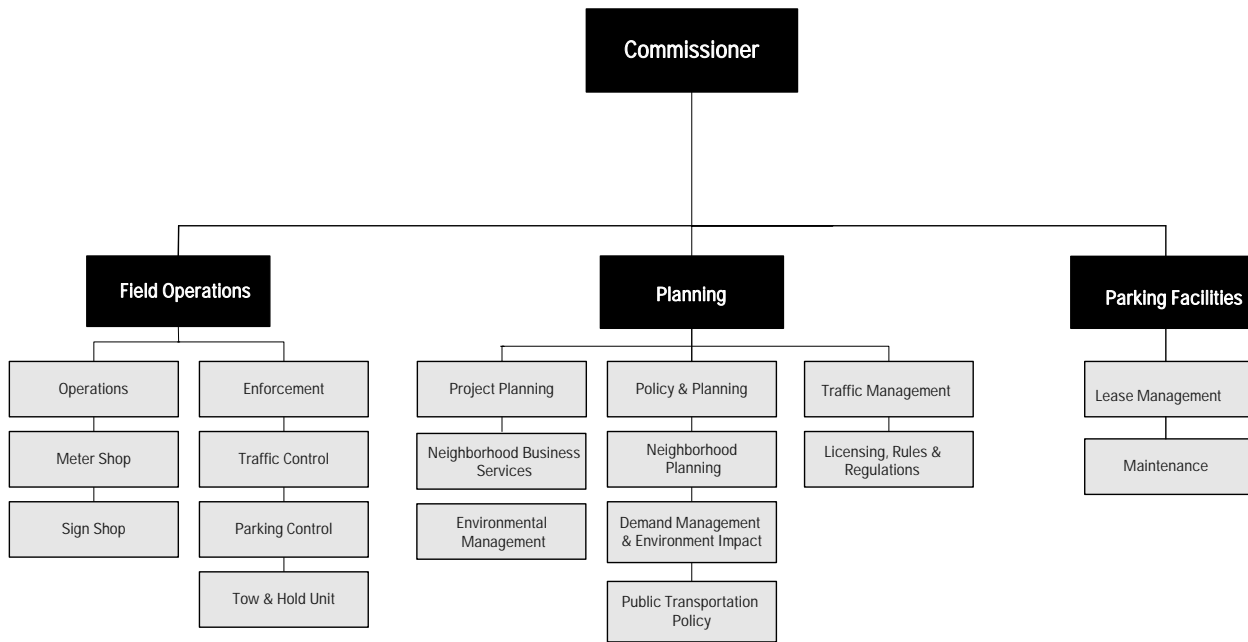 Commissioner
Field Operations
Planning
Parking Facilities
Operations
Enforcement
Project Planning
Policy & Planning
Traffic Management
Lease Management
Meter Shop
Traffic Control
Neighborhood Business
Services
Neighborhood
Planning
Licensing, Rules &
Regulations
Maintenance
Sign Shop
Parking Control
Environmental
Management
Demand Management
& Environment Impact
Tow & Hold Unit
Public Transportation
Policy